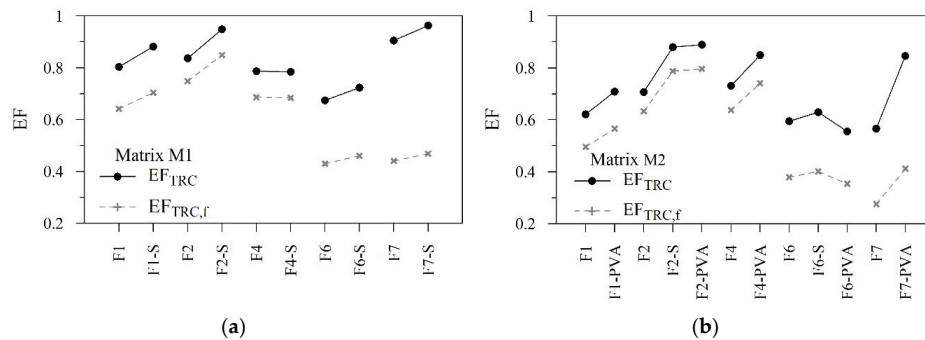 1
0.8
0.6
0.4
0.2
EF
Matrix M1
EF_TRC
EF_TRC,f
F1
F1-S
F2
F2-S
F4
F4-S
F6
F6-S
F7
F7-S
(a)
1
0.8
0.6
0.4
0.2
EF
Matrix M2
EF_TRC
EF_TRC,f
F1
F1-PVA
F2
F2-S
F2-PVA
F4
F4-PVA
F6
F6-S
F6-PVA
F7
F7-PVA
(b)